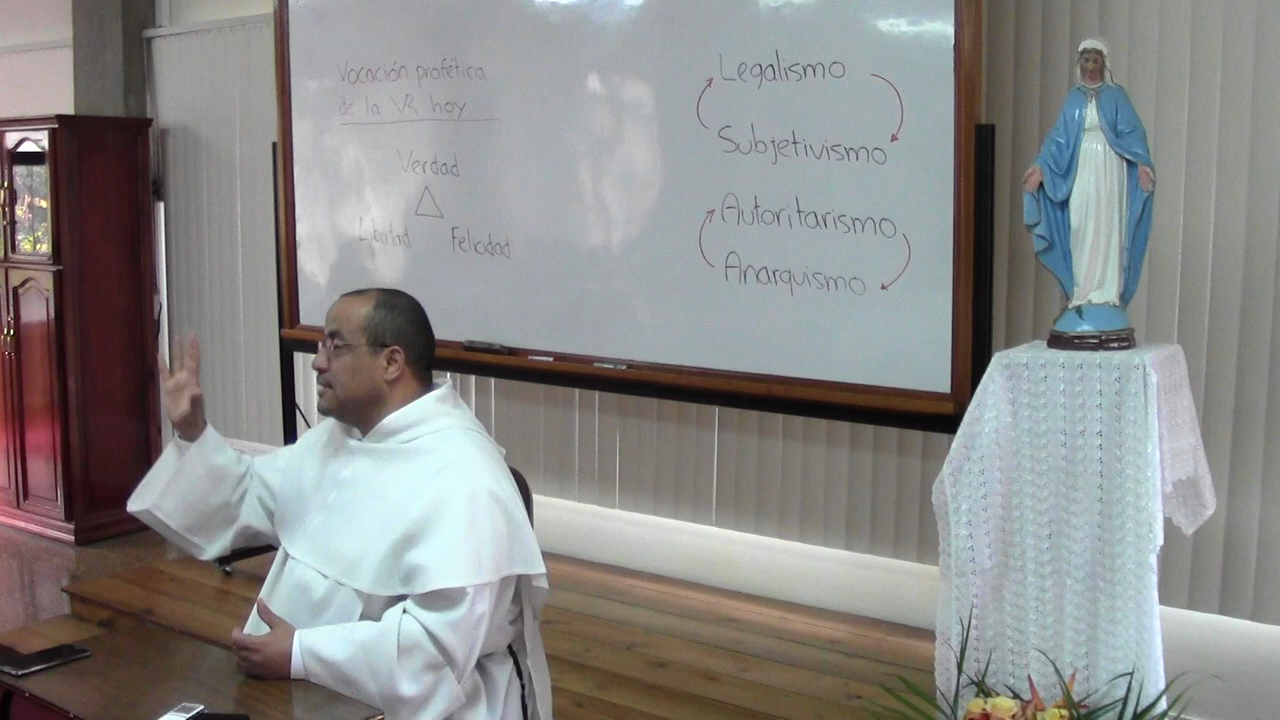 Vocación profética
de la VR hoy
Verdad
Libertad Felicidad
Legalismo
Subjetivismo
Autoritarismo
Anarquismo